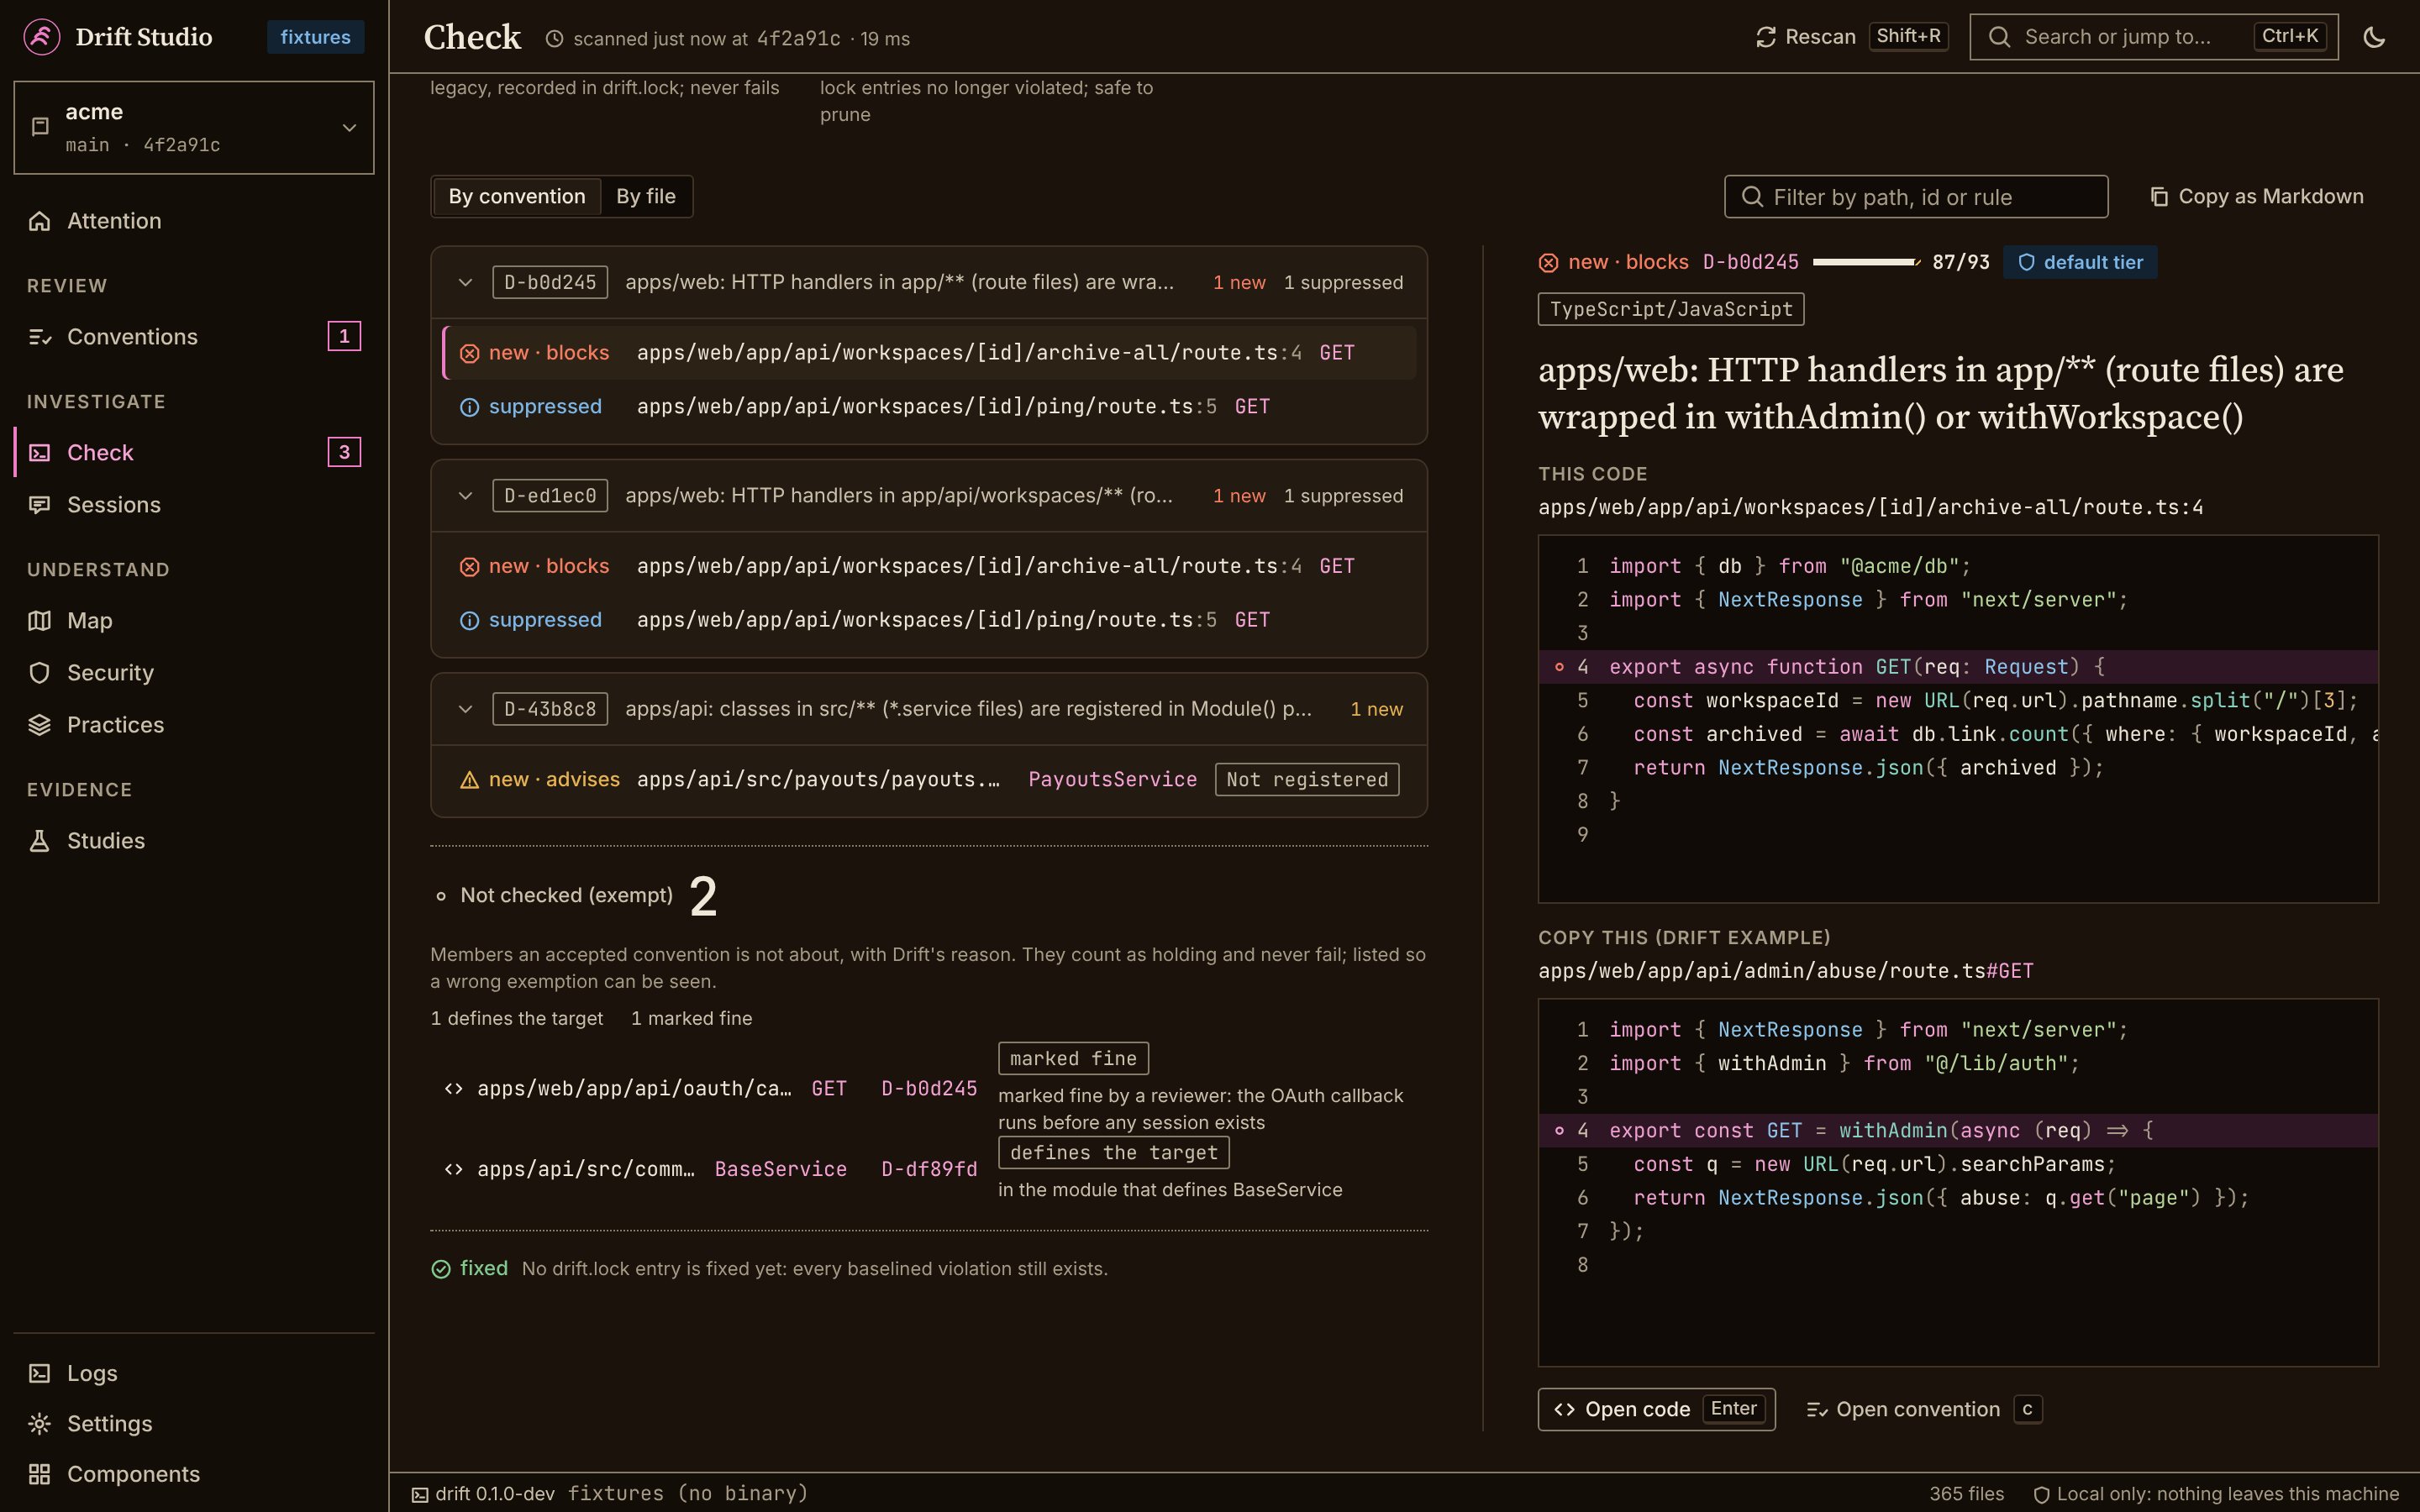 Drift Studio
fixtures
acme
main · 4f2a91c
Attention
REVIEW
Conventions
1
INVESTIGATE
Check
3
Sessions
UNDERSTAND
Map
Security
Practices
EVIDENCE
Studies
Logs
Settings
Components
Check
scanned just now at 4f2a91c · 19 ms
Rescan
Shift+R
Search or jump to...
Ctrl+K
legacy, recorded in drift.lock; never fails
lock entries no longer violated; safe to
prune
By convention
By file
Filter by path, id or rule
Copy as Markdown
D-b0d245 apps/web: HTTP handlers in app/** (route files) are wra... 1 new 1 suppressed
new · blocks apps/web/app/api/workspaces/[id]/archive-all/route.ts:4 GET
suppressed apps/web/app/api/workspaces/[id]/ping/route.ts:5 GET
D-ed1ec0 apps/web: HTTP handlers in app/api/workspaces/** (ro... 1 new 1 suppressed
new · blocks apps/web/app/api/workspaces/[id]/archive-all/route.ts:4 GET
suppressed apps/web/app/api/workspaces/[id]/ping/route.ts:5 GET
D-43b8c8 apps/api: classes in src/** (*.service files) are registered in Module() p... 1 new
new · advises apps/api/src/payouts/payouts.… PayoutsService Not registered
Not checked (exempt) 2
Members an accepted convention is not about, with Drift's reason. They count as holding and never fail; listed so
a wrong exemption can be seen.
1 defines the target 1 marked fine
apps/web/app/api/oauth/ca… GET D-b0d245
marked fine
marked fine by a reviewer: the OAuth callback
runs before any session exists
apps/api/src/comm… BaseService D-df89fd
defines the target
in the module that defines BaseService
fixed No drift.lock entry is fixed yet: every baselined violation still exists.
new · blocks D-b0d245 87/93 default tier
TypeScript/JavaScript
apps/web: HTTP handlers in app/** (route files) are
wrapped in withAdmin() or withWorkspace()
THIS CODE
apps/web/app/api/workspaces/[id]/archive-all/route.ts:4
1 import { db } from "@acme/db";
2 import { NextResponse } from "next/server";
3
4 export async function GET(req: Request) {
5 const workspaceId = new URL(req.url).pathname.split("/")[3];
6 const archived = await db.link.count({ where: { workspaceId, a
7 return NextResponse.json({ archived });
8 }
9
COPY THIS (DRIFT EXAMPLE)
apps/web/app/api/admin/abuse/route.ts#GET
1 import { NextResponse } from "next/server";
2 import { withAdmin } from "@/lib/auth";
3
4 export const GET = withAdmin(async (req) => {
5 const q = new URL(req.url).searchParams;
6 return NextResponse.json({ abuse: q.get("page") });
7 });
8
Open code Enter
Open convention c
drift 0.1.0-dev fixtures (no binary)
365 files
Local only: nothing leaves this machine